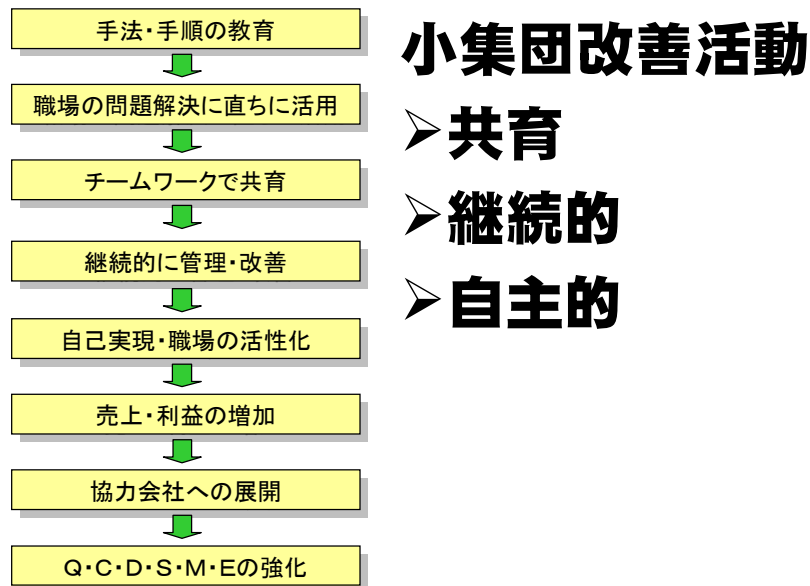 手法・手順の教育
職場の問題解決に直ちに活用
チームワークで共育
継続的に管理・改善
自己実現・職場の活性化
売上・利益の増加
協力会社への展開
Q・C・D・S・M・Eの強化
小集団改善活動
➢共育
➢継続的
➢自主的